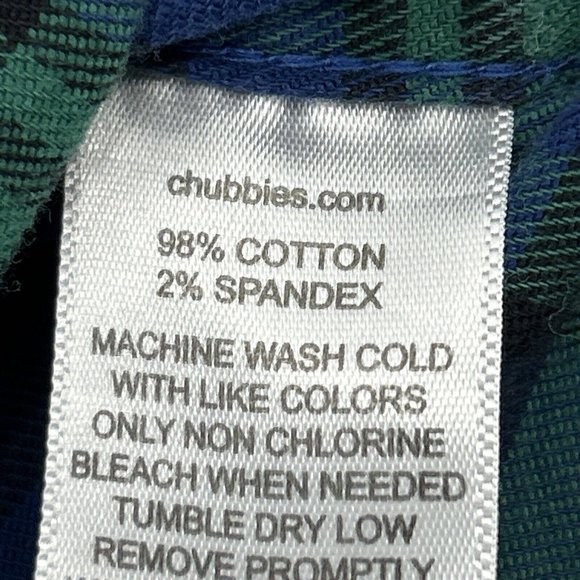 chubbies.com
98% COTTON
2% SPANDEX
MACHINE WASH COLD
WITH LIKE COLORS
ONLY NON CHLORINE
BLEACH WHEN NEEDED
TUMBLE DRY LOW
REMOVE PROMPTLY